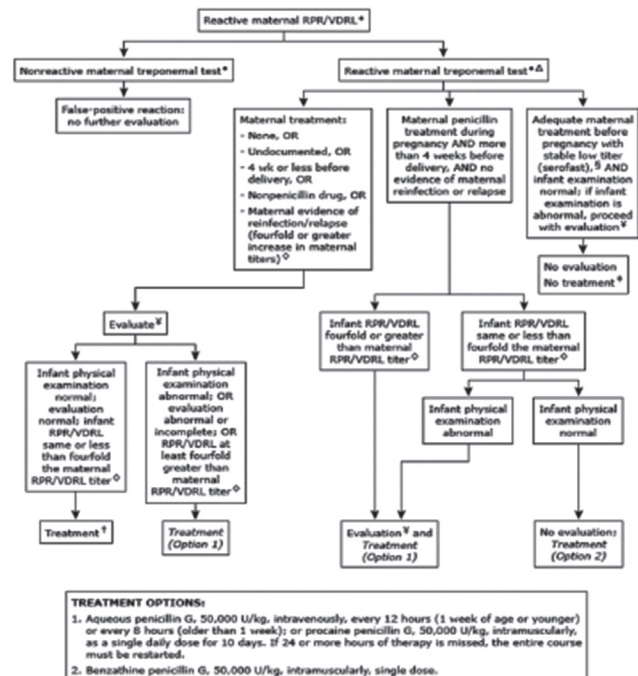 Reactive maternal RPR/VDRL*
Nonreactive maternal treponemal test*
Reactive maternal treponemal test*Δ
False-positive reaction:
no further evaluation
Maternal treatment:
- None, OR
- Undocumented, OR
- 4 wk or less before
delivery, OR
- Nonpenicillin drug, OR
- Maternal evidence of
reinfection/relapse
(fourfold or greater
increase in maternal
titers)◇
Maternal penicillin
treatment during
pregnancy AND more
than 4 weeks before
delivery, AND no
evidence of maternal
reinfection or relapse
Adequate maternal
treatment before
pregnancy with
stable low titer
(serofast),§ AND
infant examination
normal; if infant
examination is
abnormal, proceed
with evaluation¥
No evaluation
No treatment‡
Evaluate¥
Infant RPR/VDRL
fourfold or greater
than maternal
RPR/VDRL titer◇
Infant RPR/VDRL
same or less than
fourfold the maternal
RPR/VDRL titer◇
Infant physical
examination
normal;
evaluation
normal; infant
RPR/VDRL
same or less
than fourfold
the maternal
RPR/VDRL titer◇
Infant physical
examination
abnormal; OR
evaluation
abnormal or
incomplete; OR
RPR/VDRL at
least fourfold
greater than
maternal
RPR/VDRL titer◇
Infant physical
examination
abnormal
Infant physical
examination
normal
Treatment†
Treatment
(Option 1)
Evaluation¥ and
Treatment
(Option 1)
No evaluation;
Treatment
(Option 2)
TREATMENT OPTIONS:
1. Aqueous penicillin G, 50,000 U/kg, intravenously, every 12 hours (1 week of age or younger)
or every 8 hours (older than 1 week); or procaine penicillin G, 50,000 U/kg, intramuscularly,
as a single daily dose for 10 days. If 24 or more hours of therapy is missed, the entire course
must be restarted.
2. Benzathine penicillin G, 50,000 U/kg, intramuscularly, single dose.